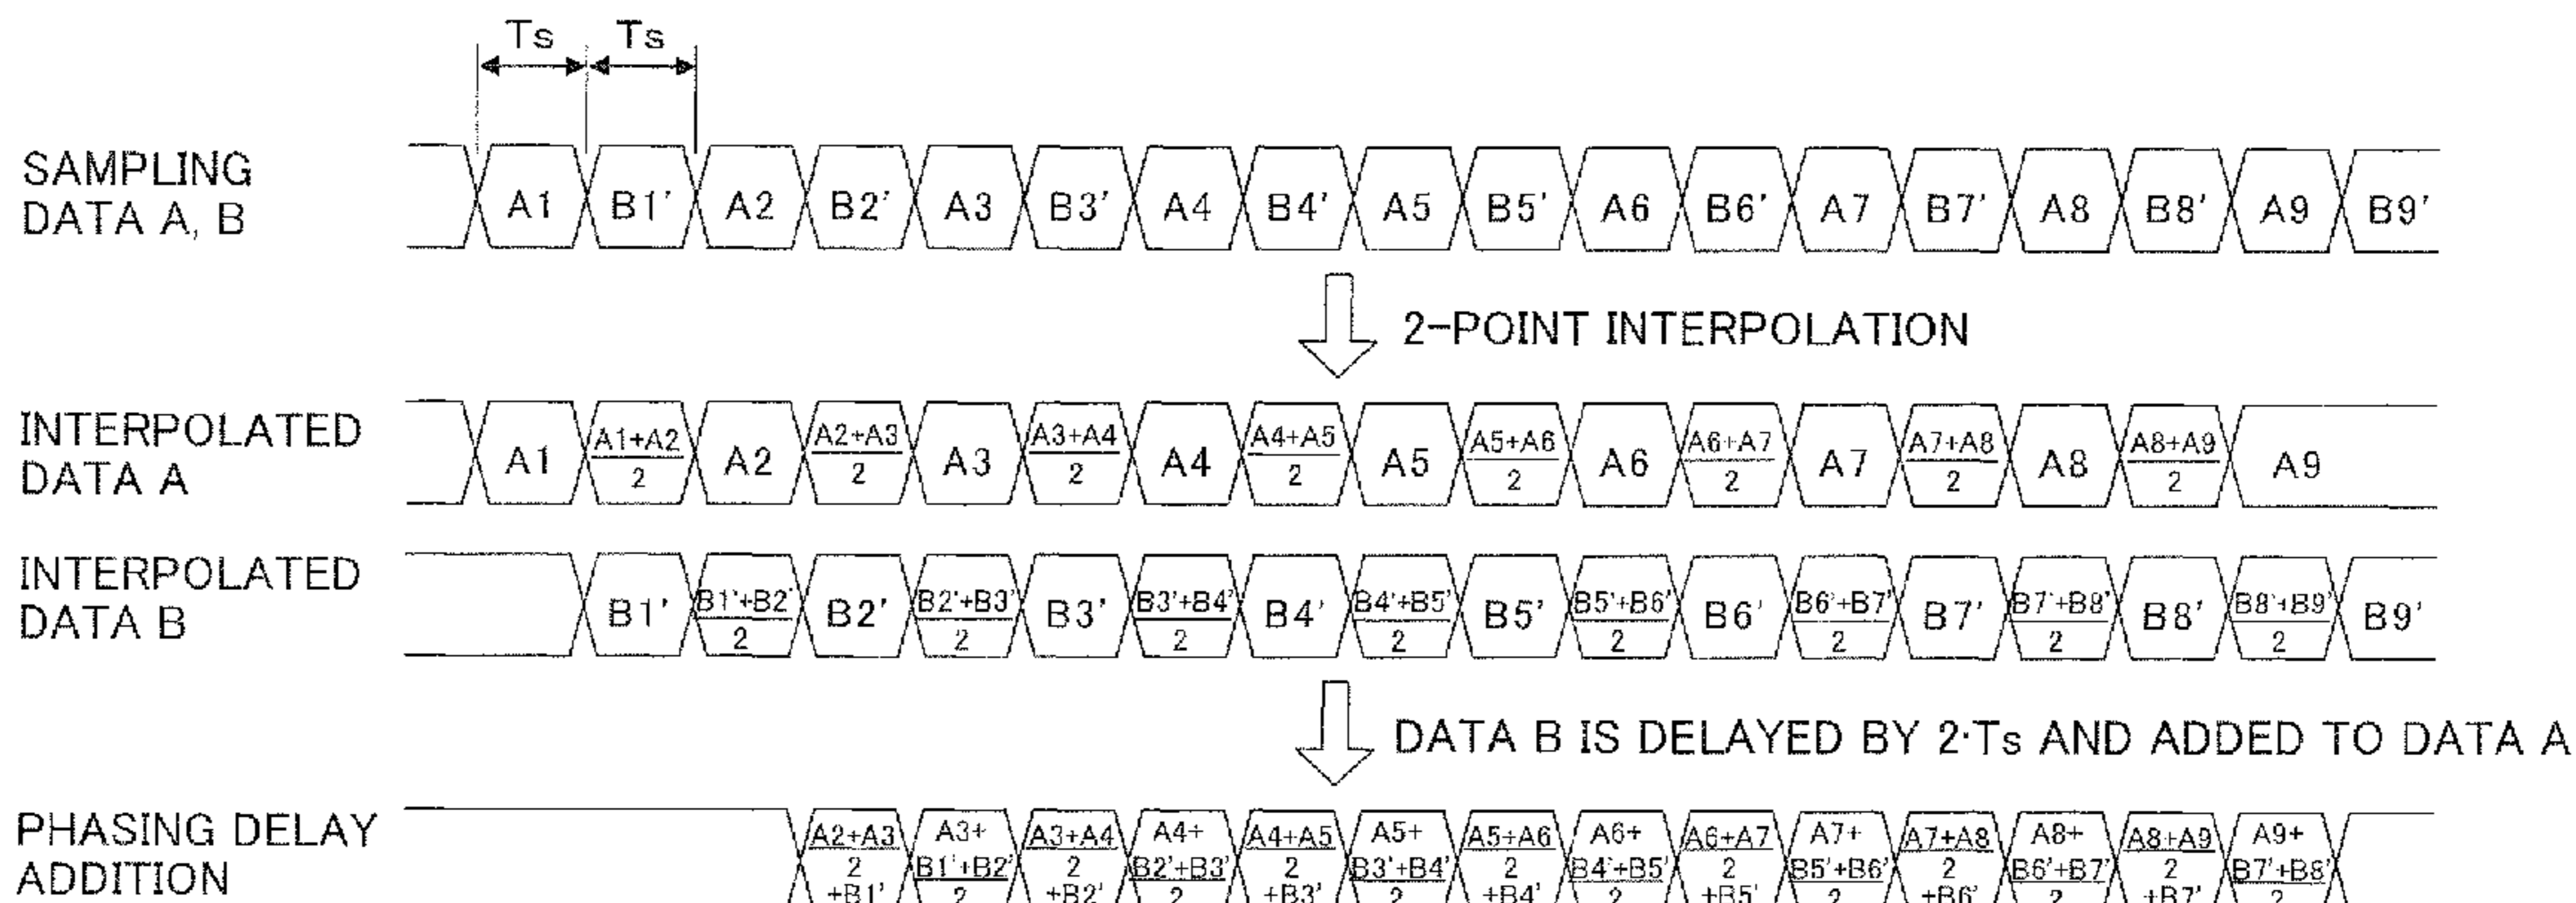 Ts Ts
SAMPLING
DATA A, B
A1 B1' A2 B2' A3 B3' A4 B4' A5 B5' A6 B6' A7 B7' A8 B8' A9 B9'
2-POINT INTERPOLATION
INTERPOLATED
DATA A
A1 A1+A2 A2 A2+A3 A3 A3+A4 A4 A4+A5 A5 A5+A6 A6 A6+A7 A7 A7+A8 A8 A8+A9 A9
2 2 2 2 2 2 2 2
INTERPOLATED
DATA B
B1' B1'+B2' B2' B2'+B3' B3' B3'+B4' B4' B4'+B5' B5' B5'+B6' B6' B6'+B7' B7' B7'+B8' B8' B8'+B9' B9'
2 2 2 2 2 2 2 2
DATA B IS DELAYED BY 2·Ts AND ADDED TO DATA A
PHASING DELAY
ADDITION
A2+A3 A3+ A3+A4 A4+ A4+A5 A5+ A5+A6 A6+ A6+A7 A7+ A7+A8 A8+ A8+A9 A9+
2 B1'+B2' 2 B2'+B3' 2 B3'+B4' 2 B4'+B5' 2 B5'+B6' 2 B6'+B7' 2 B7'+B8'
+B1' 2 +B2' 2 +B3' 2 +B4' 2 +B5' 2 +B6' 2 +B7' 2